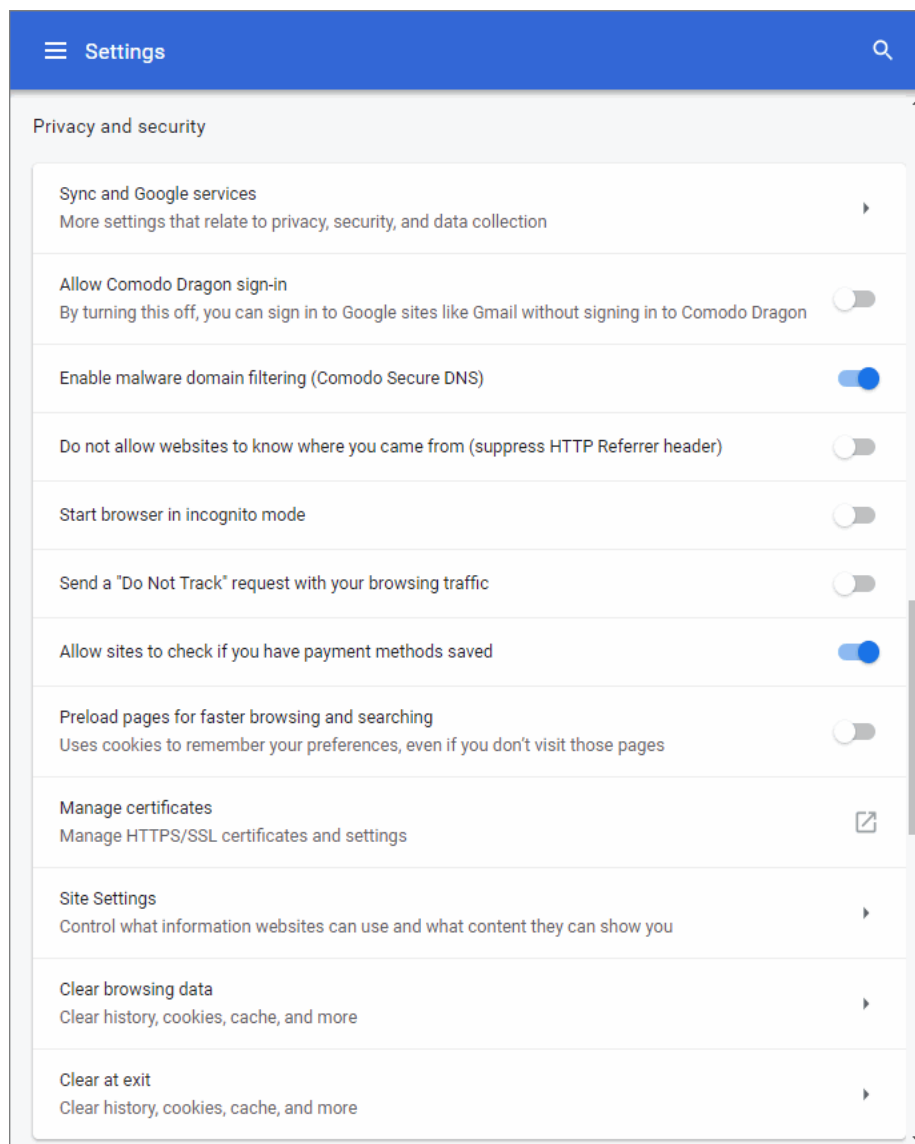 Settings
Privacy and security
Sync and Google services
More settings that relate to privacy, security, and data collection
Allow Comodo Dragon sign-in
By turning this off, you can sign in to Google sites like Gmail without signing in to Comodo Dragon
Enable malware domain filtering (Comodo Secure DNS)
Do not allow websites to know where you came from (suppress HTTP Referrer header)
Start browser in incognito mode
Send a "Do Not Track" request with your browsing traffic
Allow sites to check if you have payment methods saved
Preload pages for faster browsing and searching
Uses cookies to remember your preferences, even if you don't visit those pages
Manage certificates
Manage HTTPS/SSL certificates and settings
Site Settings
Control what information websites can use and what content they can show you
Clear browsing data
Clear history, cookies, cache, and more
Clear at exit
Clear history, cookies, cache, and more